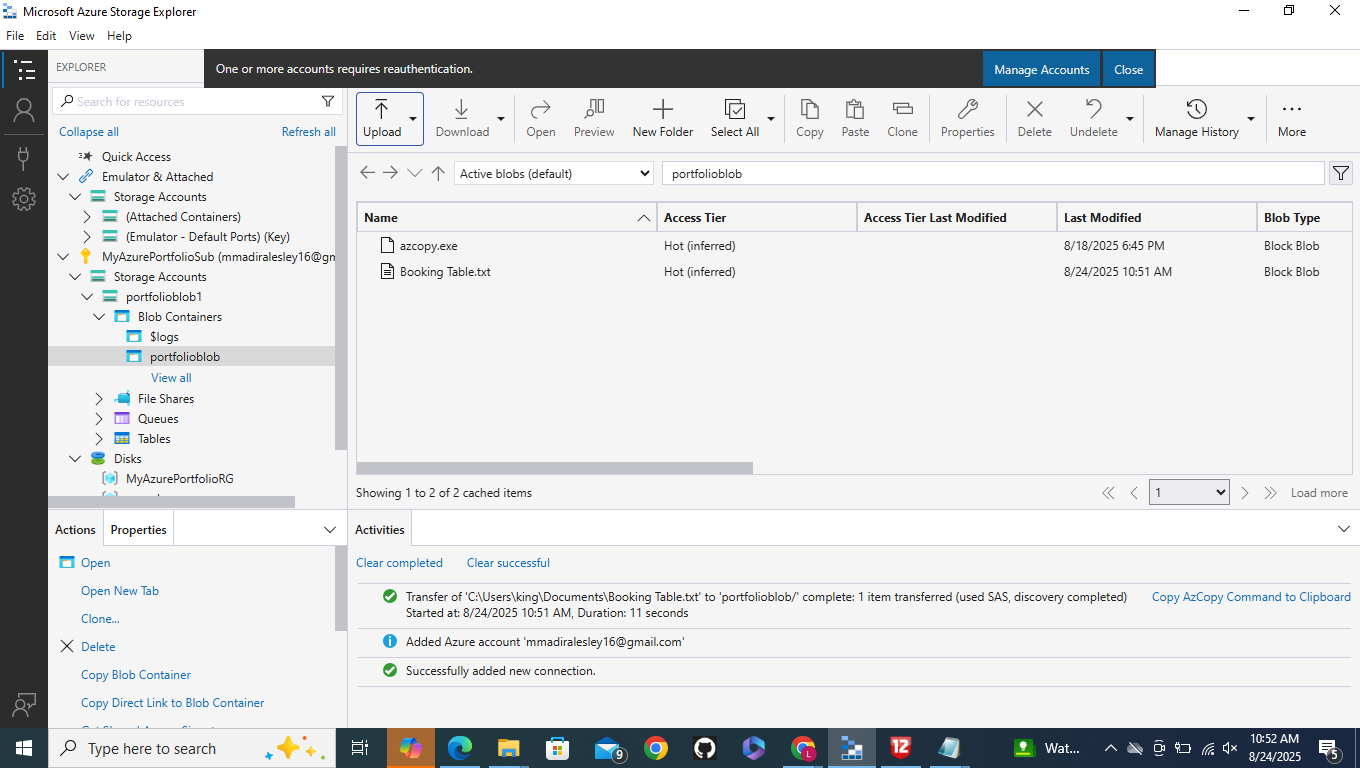 Microsoft Azure Storage Explorer
File Edit View Help
EXPLORER
One or more accounts requires reauthentication.
Manage Accounts
Close
Search for resources
Collapse all
Refresh all
Quick Access
Emulator & Attached
Storage Accounts
(Attached Containers)
(Emulator - Default Ports) (Key)
MyAzurePortfolioSub (mmadiralesley16@gm
Storage Accounts
portfolioblob1
Blob Containers
$logs
portfolioblob
View all
File Shares
Queues
Tables
Disks
MyAzurePortfolioRG
Upload
Download
Open
Preview
New Folder
Select All
Copy
Paste
Clone
Properties
Delete
Undelete
Manage History
More
Active blobs (default)
portfolioblob
Name Access Tier Access Tier Last Modified Last Modified Blob Type
azcopy.exe Hot (inferred) 8/18/2025 6:45 PM Block Blob
Booking Table.txt Hot (inferred) 8/24/2025 10:51 AM Block Blob
Showing 1 to 2 of 2 cached items
1
Load more
Actions Properties
Open
Open New Tab
Clone...
Delete
Copy Blob Container
Copy Direct Link to Blob Container
Activities
Clear completed Clear successful
Transfer of 'C:\Users\king\Documents\Booking Table.txt' to 'portfolioblob/' complete: 1 item transferred (used SAS, discovery completed)
Copy AzCopy Command to Clipboard
Started at: 8/24/2025 10:51 AM, Duration: 11 seconds
Added Azure account 'mmadiralesley16@gmail.com'
Successfully added new connection.
Type here to search
9
L
12
Wat...
10:52 AM
8/24/2025
5